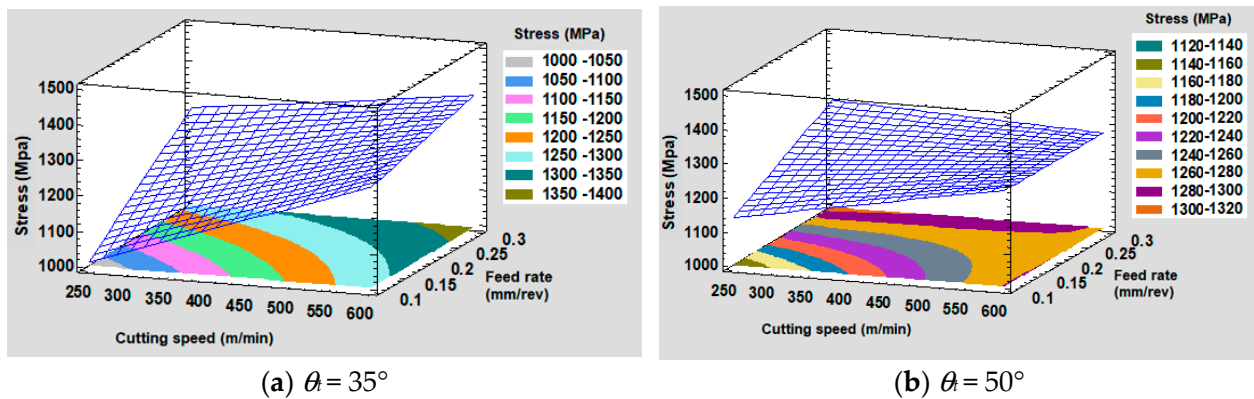 Stress (MPa)
1000 -1050
1050 -1100
1100 -1150
1150 -1200
1200 -1250
1250 -1300
1300 -1350
1350 -1400
1500
1400
1300
1200
1100
1000
Stress (Mpa)
250 300 350 400 450 500 550 600
Cutting speed (m/min)
0.1 0.15 0.2 0.25 0.3
Feed rate
(mm/rev)
(a) θt = 35°
Stress (MPa)
1120-1140
1140-1160
1160-1180
1180-1200
1200-1220
1220-1240
1240-1260
1260-1280
1280-1300
1300-1320
1500
1400
1300
1200
1100
1000
Stress (Mpa)
250 300 350 400 450 500 550 600
Cutting speed (m/min)
0.1 0.15 0.2 0.25 0.3
Feed rate
(mm/rev)
(b) θt = 50°